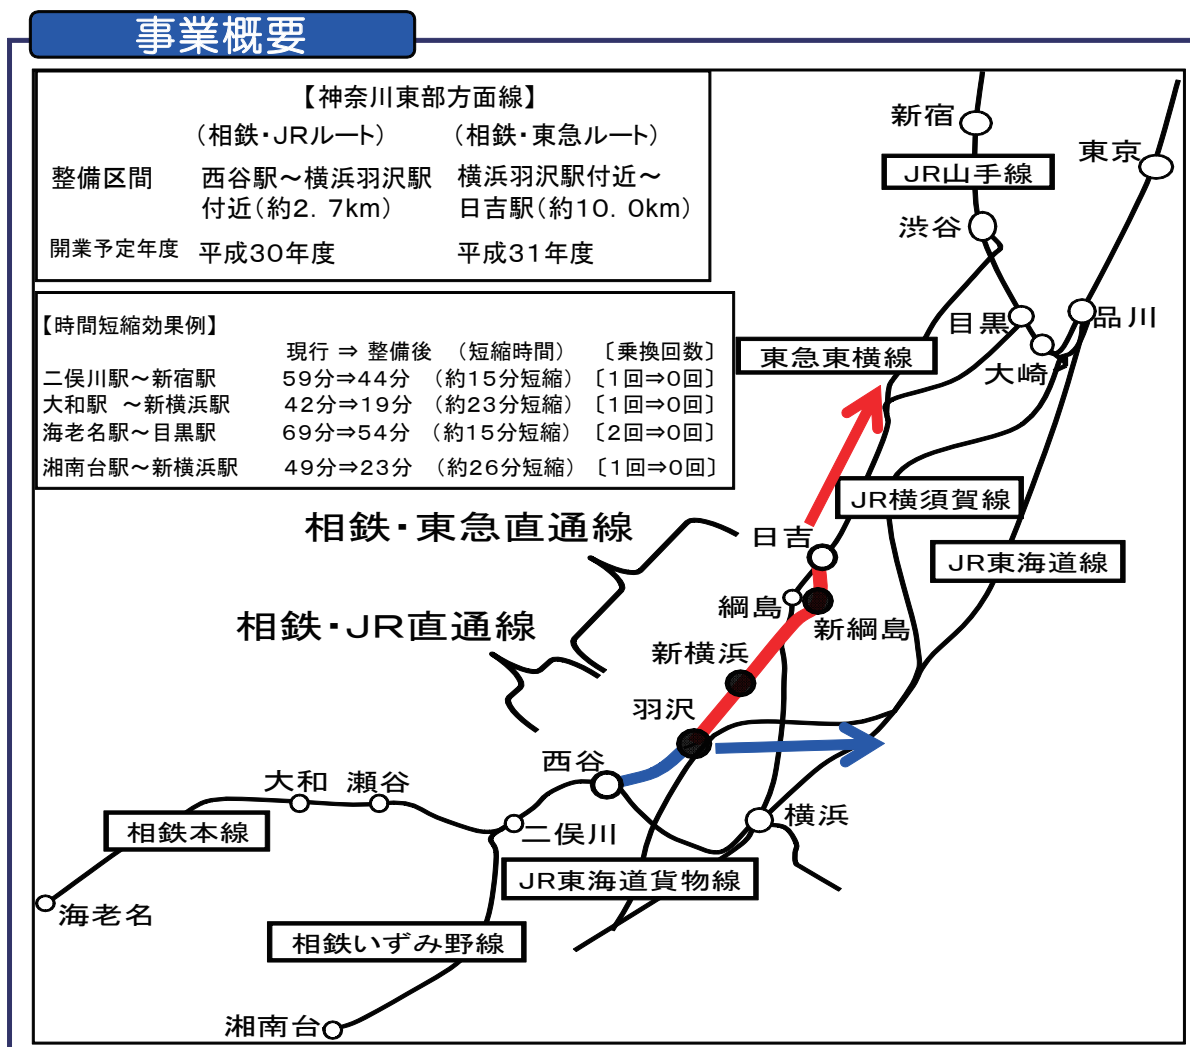 事業概要
【神奈川東部方面線】
(相鉄・JRルート) (相鉄・東急ルート)
整備区間 西谷駅～横浜羽沢駅 横浜羽沢駅付近～
付近(約2.7km) 日吉駅(約10.0km)
開業予定年度 平成30年度 平成31年度
【時間短縮効果例】
現行 ⇒ 整備後 (短縮時間) 〔乗換回数〕
二俣川駅～新宿駅 59分⇒44分 (約15分短縮) 〔1回⇒0回〕
大和駅 ～新横浜駅 42分⇒19分 (約23分短縮) 〔1回⇒0回〕
海老名駅～目黒駅 69分⇒54分 (約15分短縮) 〔2回⇒0回〕
湘南台駅～新横浜駅 49分⇒23分 (約26分短縮) 〔1回⇒0回〕
新宿
東京
JR山手線
渋谷
目黒
品川
大崎
東急東横線
JR横須賀線
相鉄・東急直通線
日吉
JR東海道線
綱島
新綱島
相鉄・JR直通線
新横浜
羽沢
西谷
大和
瀬谷
横浜
相鉄本線
二俣川
JR東海道貨物線
海老名
相鉄いずみ野線
湘南台